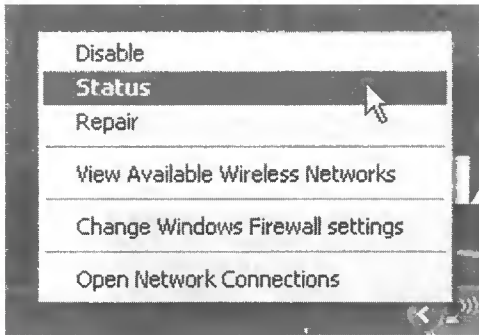 Disable
Status
Repair
View Available Wireless Networks
Change Windows Firewall settings
Open Network Connections